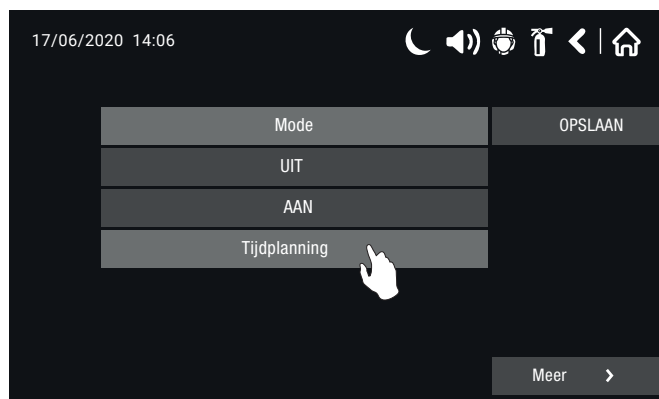 17/06/2020 14:06
Mode
OPSLAAN
UIT
AAN
Tijdplanning
Meer